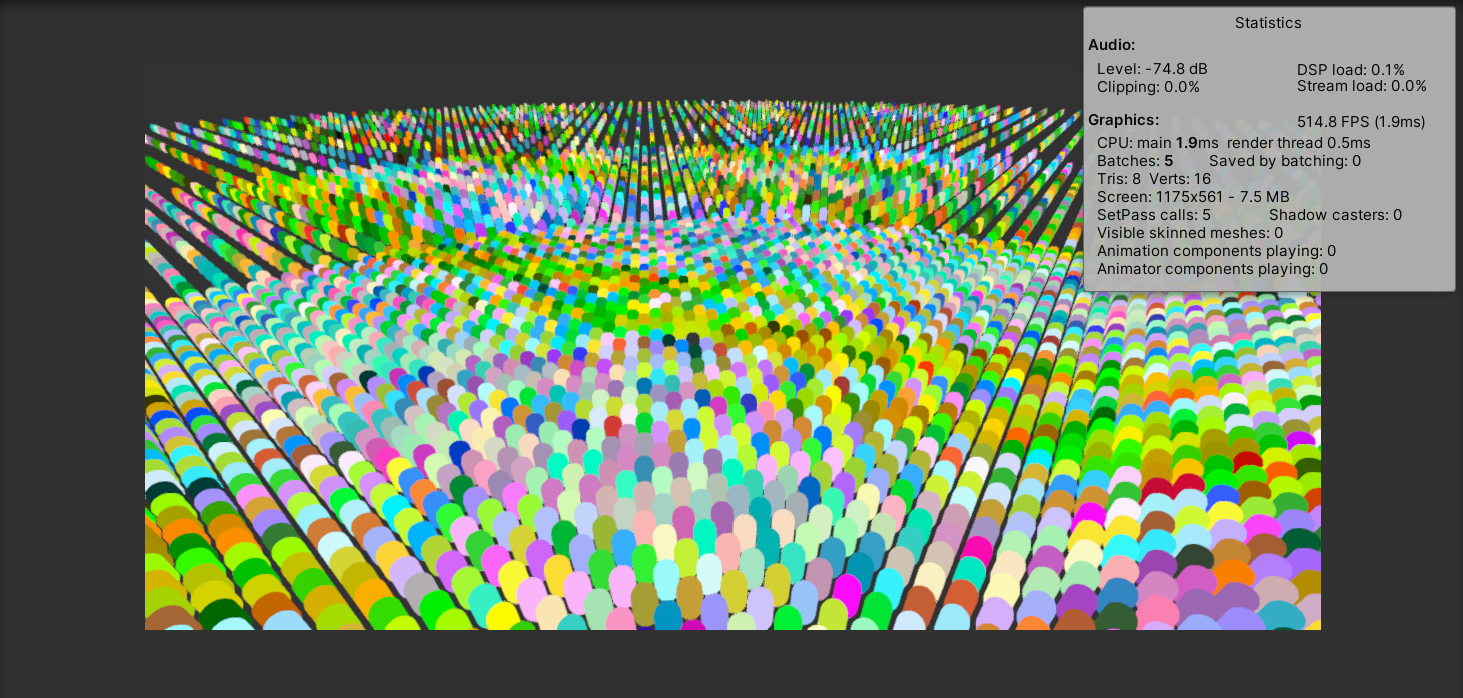 Statistics
Audio:
Level: -74.8 dB DSP load: 0.1%
Clipping: 0.0% Stream load: 0.0%
Graphics: 514.8 FPS (1.9ms)
CPU: main 1.9ms render thread 0.5ms
Batches: 5 Saved by batching: 0
Tris: 8 Verts: 16
Screen: 1175x561 - 7.5 MB
SetPass calls: 5 Shadow casters: 0
Visible skinned meshes: 0
Animation components playing: 0
Animator components playing: 0